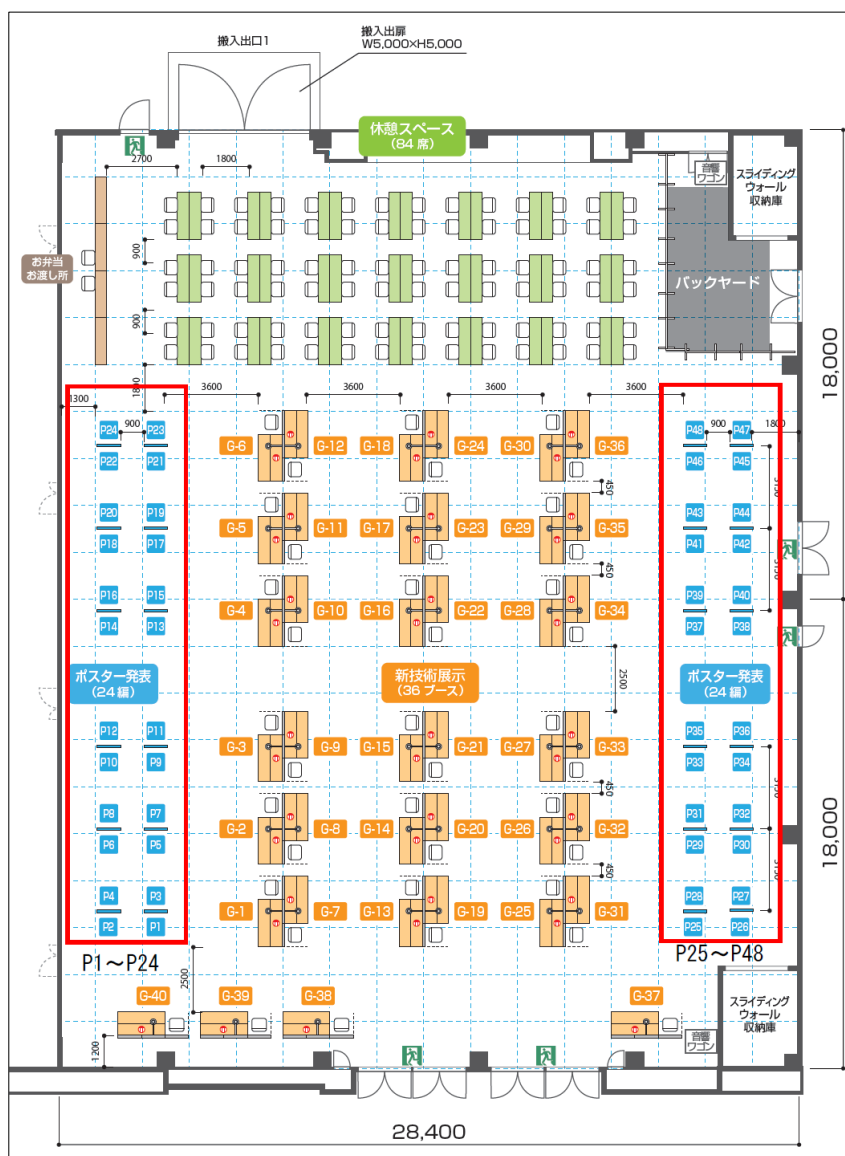 搬入出口1
搬入出扉
W5,000×H5,000
休憩スペース
(84席)
2700
1800
音響
ワゴン
スライディング
ウォール
収納庫
お弁当
お渡し所
900
バックヤード
900
18,000
1800
1300
3600
3600
3600
3600
1800
P24
900
P23
G-6
G-12
G-18
G-24
G-30
G-36
P48
900
P47
P22
P21
P46
P45
450
3750
P20
P19
G-5
G-11
G-17
G-23
G-29
G-35
P43
P44
P18
P17
P41
P42
450
3750
P16
P15
G-4
G-10
G-16
G-22
G-28
G-34
P39
P40
P14
P13
P37
P38
ポスター発表
(24編)
新技術展示
(36ブース)
2500
ポスター発表
(24編)
P12
P11
G-3
G-9
G-15
G-21
G-27
G-33
P35
P36
P10
P9
P33
P34
450
3750
P8
P7
G-2
G-8
G-14
G-20
G-26
G-32
P31
P32
P6
P5
P29
P30
18,000
450
3750
P4
P3
G-1
G-7
G-13
G-19
G-25
G-31
P28
P27
P2
P1
P25
P26
P1～P24
P25～P48
2500
G-40
G-39
G-38
G-37
1200
音響
ワゴン
スライディング
ウォール
収納庫
28,400